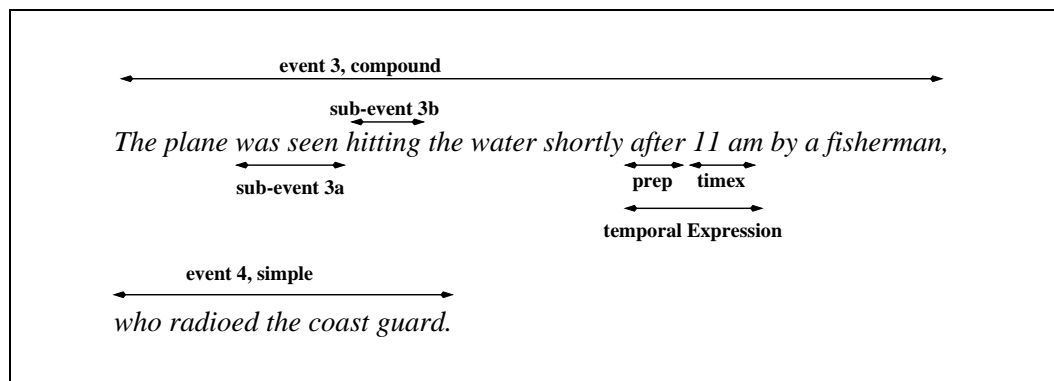 event 3, compound
sub-event 3b
The plane was seen hitting the water shortly after 11 am by a fisherman,
sub-event 3a
prep timex
temporal Expression
event 4, simple
who radioed the coast guard.